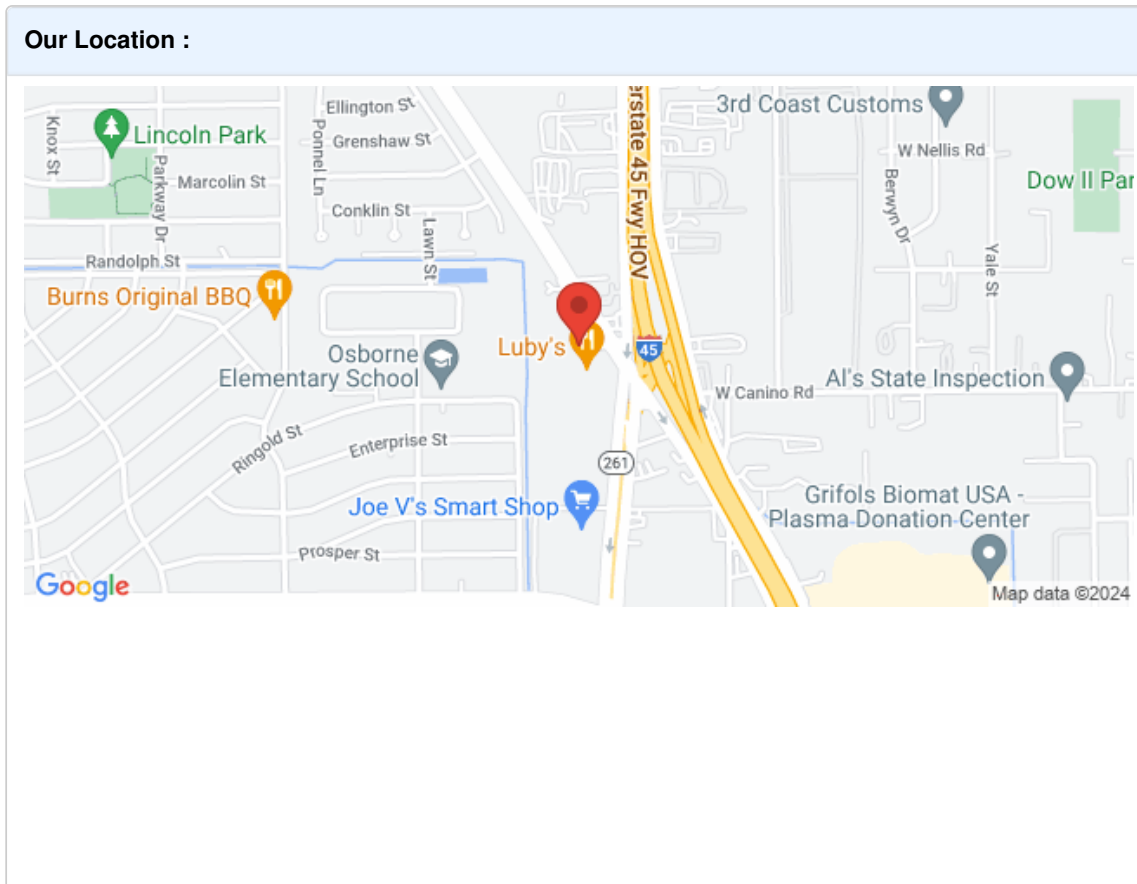 Our Location :
Ellington St
3rd Coast Customs
Knox St
Lincoln Park
Ponnel Ln
Grenshaw St
erstate 45 Fwy HOV
W Nellis Rd
Parkway Dr
Marcolin St
Berwyn Dr
Dow II Par
Conklin St
Lawn St
Yale St
Randolph St
Burns Original BBQ
Luby's
45
Osborne
Elementary School
Al's State Inspection
W Canino Rd
Ringold St
Enterprise St
261
Joe V's Smart Shop
Grifols Biomat USA -
Plasma Donation Center
Prosper St
Google
Map data ©2024